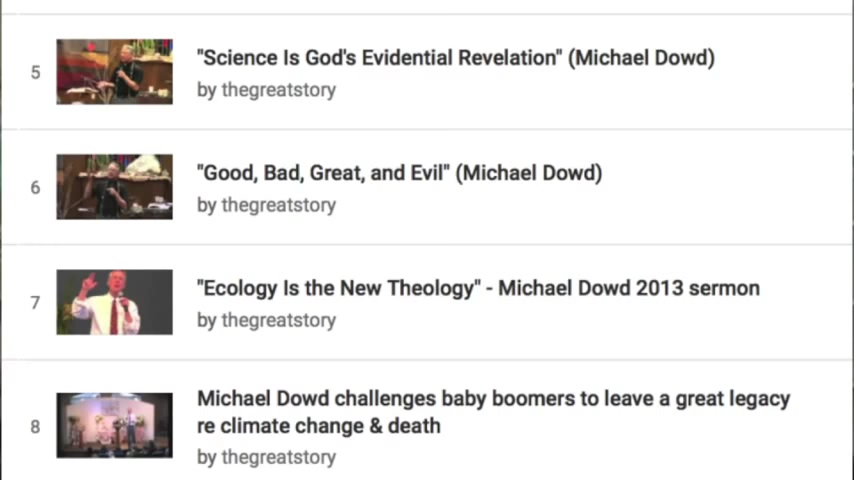 5
"Science Is God's Evidential Revelation" (Michael Dowd)
by thegreatstory
6
"Good, Bad, Great, and Evil" (Michael Dowd)
by thegreatstory
7
"Ecology Is the New Theology" - Michael Dowd 2013 sermon
by thegreatstory
8
Michael Dowd challenges baby boomers to leave a great legacy
re climate change & death
by thegreatstory